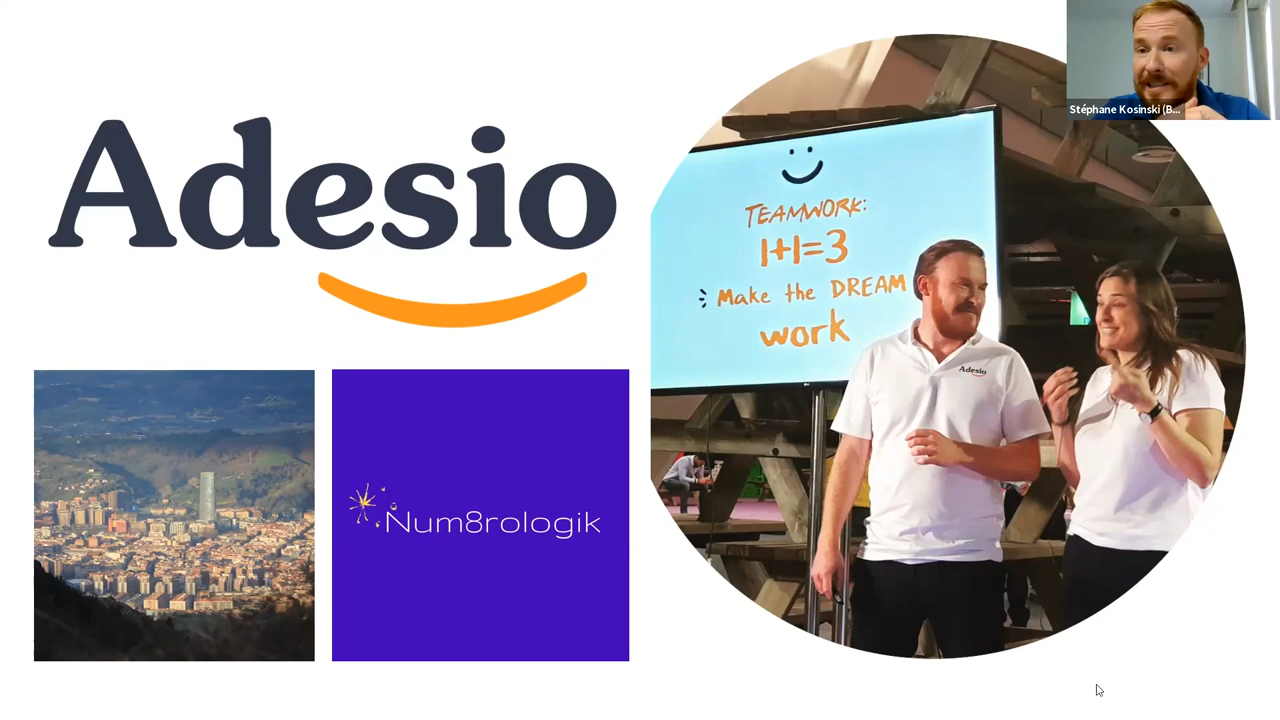 Adesio
Stéphane Kosinski (B...
TEAMWORK:
1+1=3
Make the DREAM
work
Adesio
Num8rologik